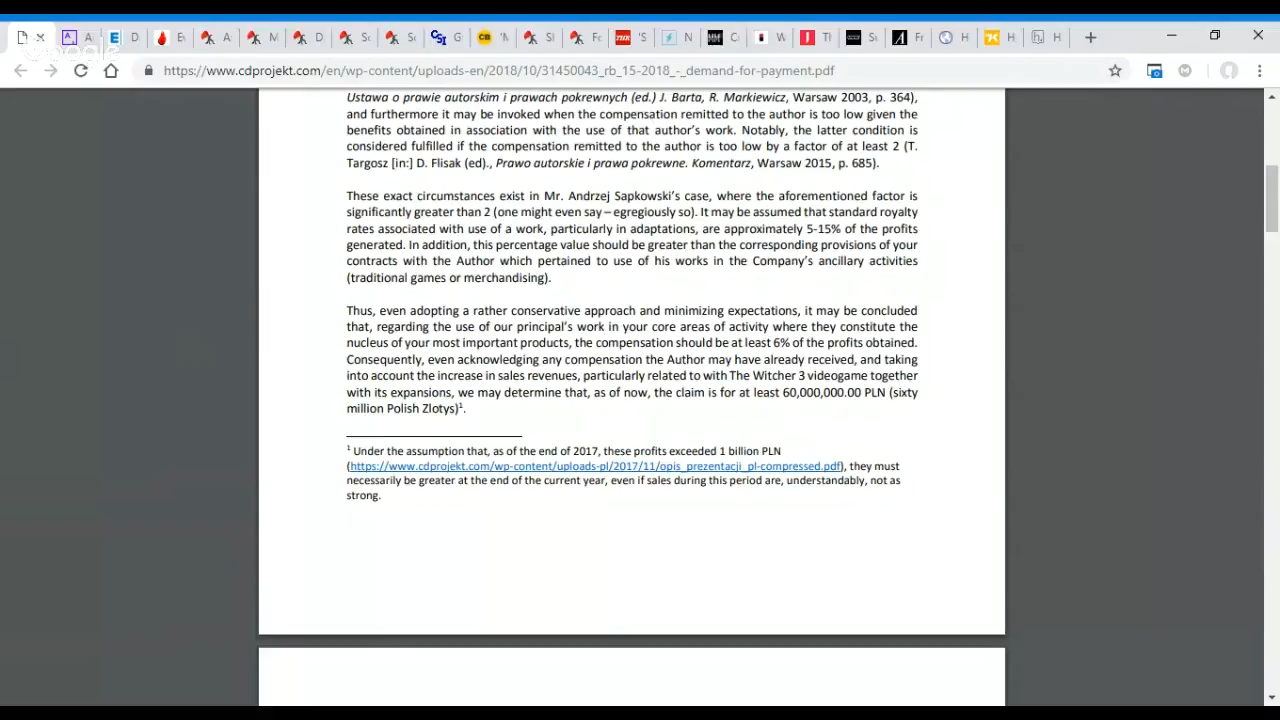 A
D
E
A
M
D
Sc
Sc
CSI
G
CB
'M
SI
Fc
THR
'S
N
C
W
TI
St
Fr
H
H
H
https://www.cdprojekt.com/en/wp-content/uploads-en/2018/10/31450043_rb_15-2018_-_demand-for-payment.pdf
Ustawa o prawie autorskim i prawach pokrewnych (ed.) J. Barta, R. Markiewicz, Warsaw 2003, p. 364),
and furthermore it may be invoked when the compensation remitted to the author is too low given the
benefits obtained in association with the use of that author's work. Notably, the latter condition is
considered fulfilled if the compensation remitted to the author is too low by a factor of at least 2 (T.
Targosz [in:] D. Flisak (ed)., Prawo autorskie i prawa pokrewne. Komentarz, Warsaw 2015, p. 685).
These exact circumstances exist in Mr. Andrzej Sapkowski's case, where the aforementioned factor is
significantly greater than 2 (one might even say – egregiously so). It may be assumed that standard royalty
rates associated with use of a work, particularly in adaptations, are approximately 5-15% of the profits
generated. In addition, this percentage value should be greater than the corresponding provisions of your
contracts with the Author which pertained to use of his works in the Company's ancillary activities
(traditional games or merchandising).
Thus, even adopting a rather conservative approach and minimizing expectations, it may be concluded
that, regarding the use of our principal's work in your core areas of activity where they constitute the
nucleus of your most important products, the compensation should be at least 6% of the profits obtained.
Consequently, even acknowledging any compensation the Author may have already received, and taking
into account the increase in sales revenues, particularly related to with The Witcher 3 videogame together
with its expansions, we may determine that, as of now, the claim is for at least 60,000,000.00 PLN (sixty
million Polish Zlotys)¹.
¹ Under the assumption that, as of the end of 2017, these profits exceeded 1 billion PLN
(https://www.cdprojekt.com/wp-content/uploads-pl/2017/11/opis_prezentacji_pl-compressed.pdf), they must
necessarily be greater at the end of the current year, even if sales during this period are, understandably, not as
strong.